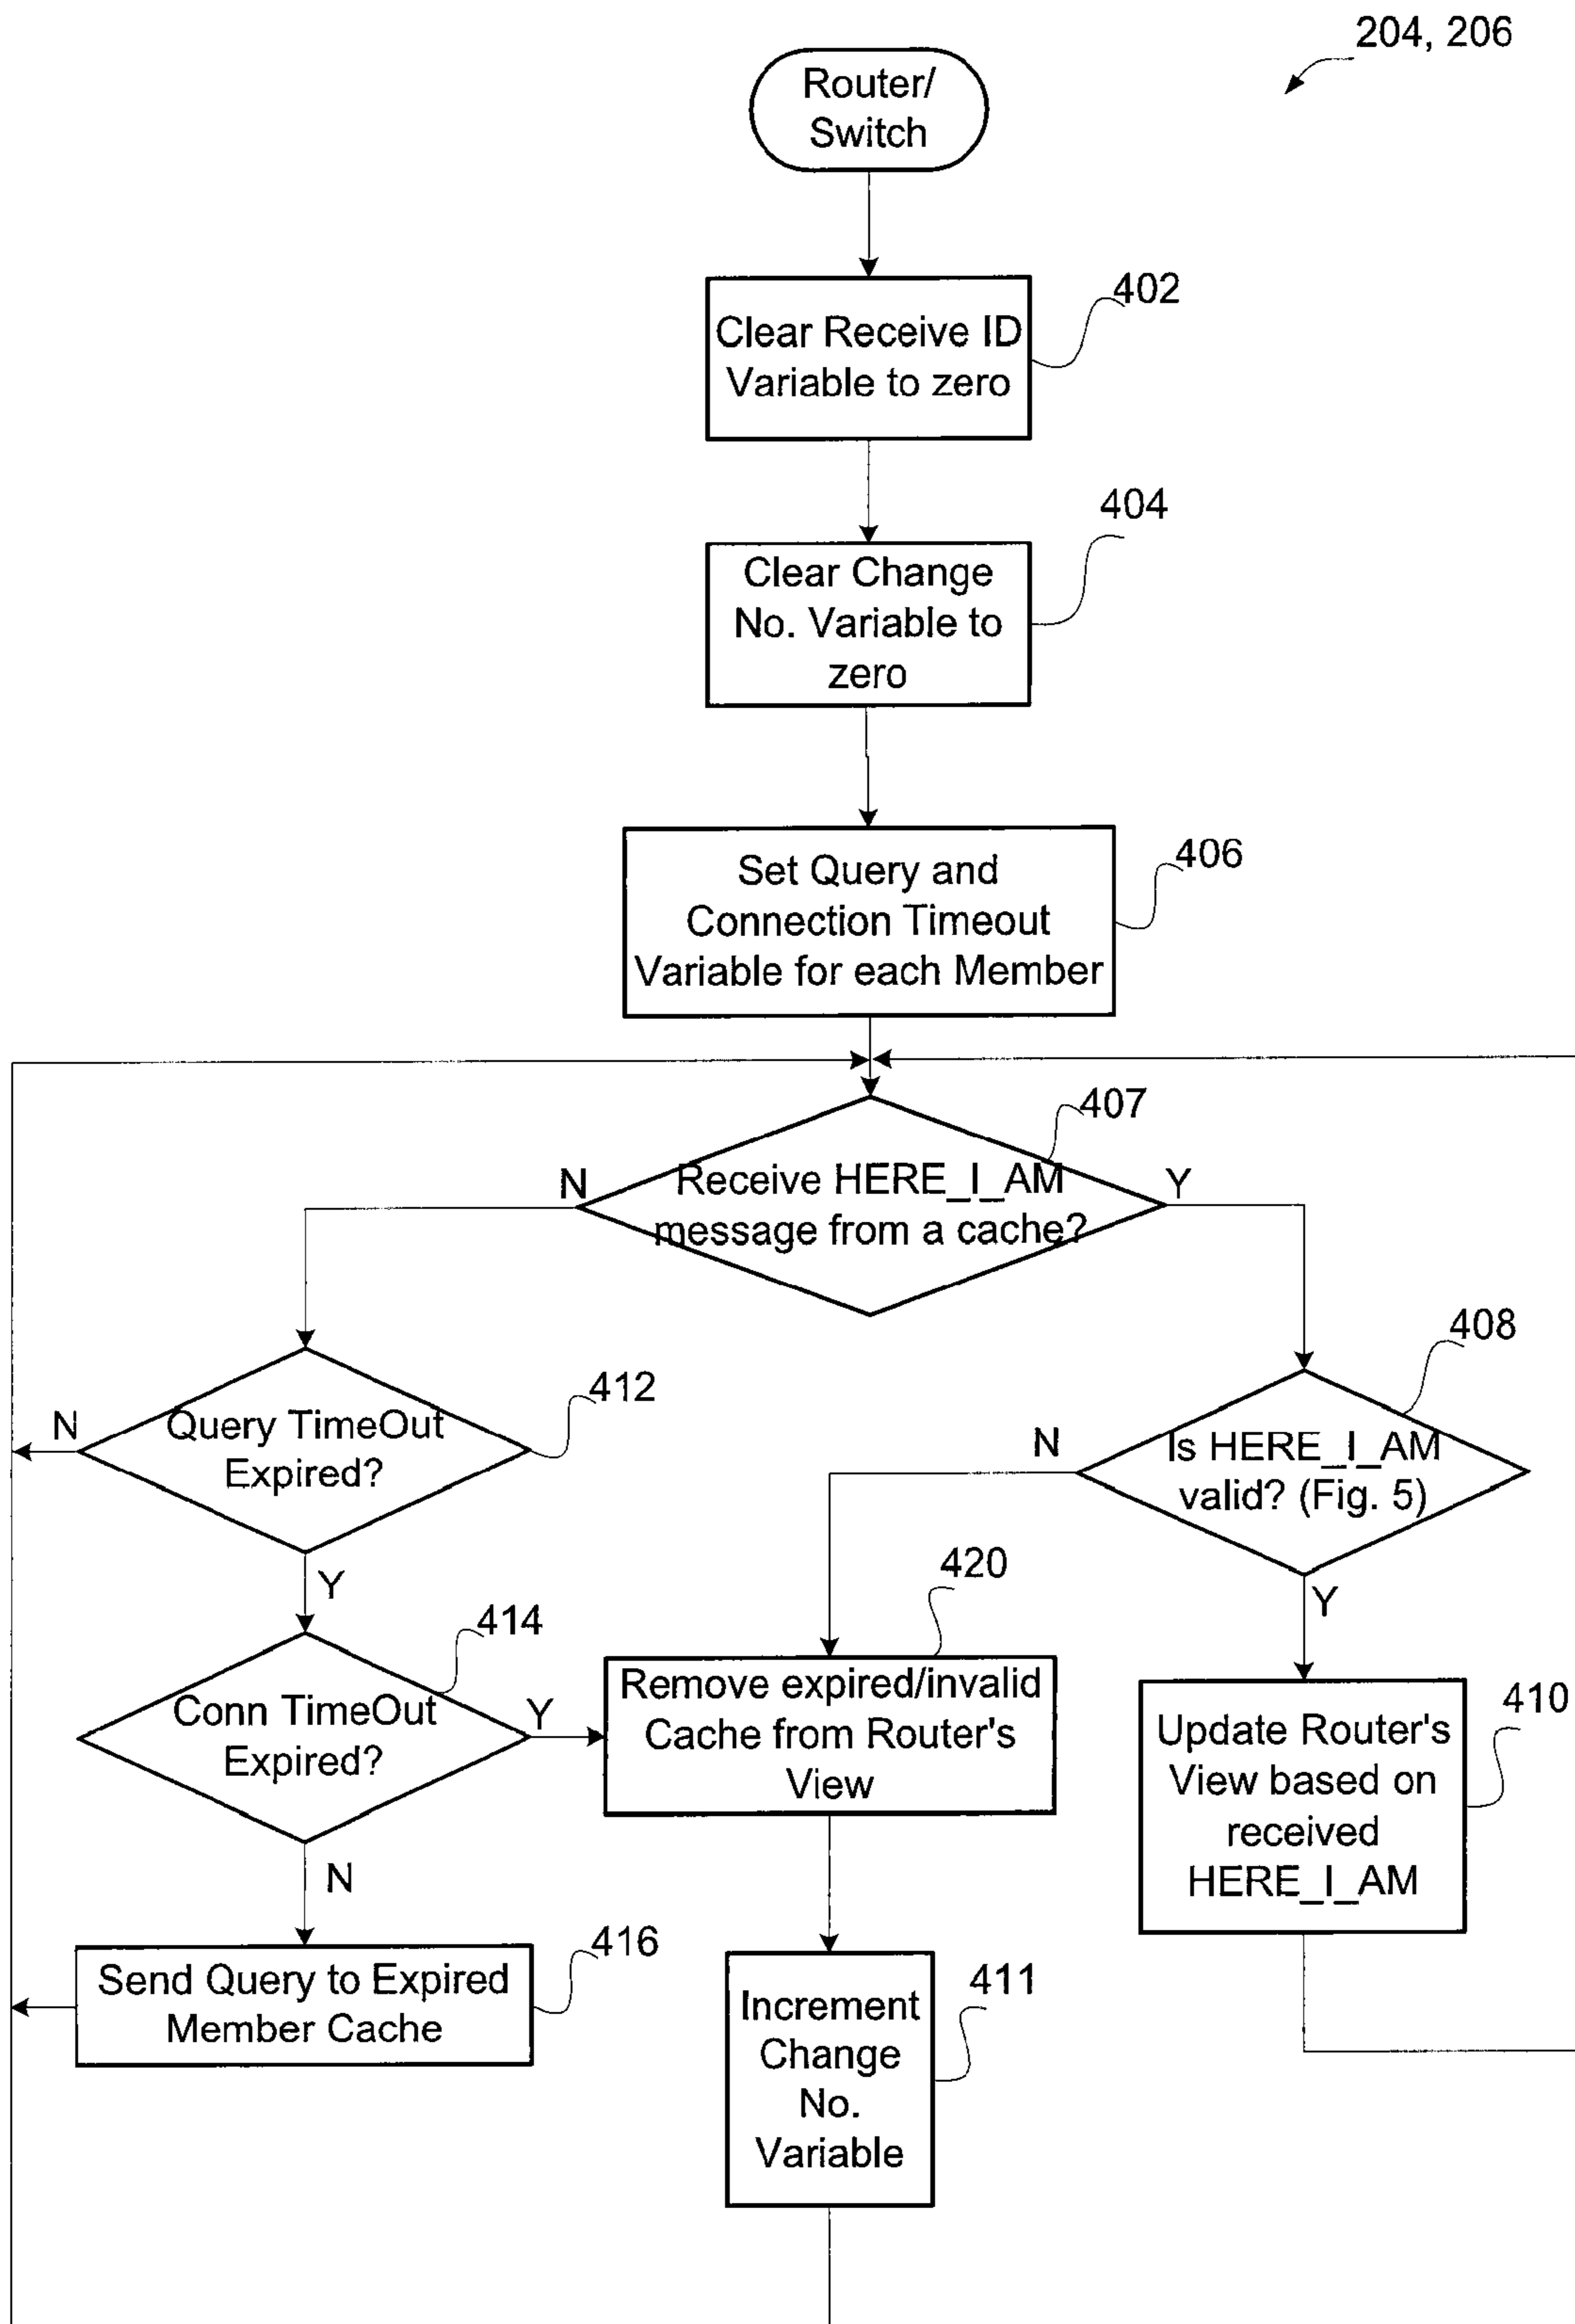 204, 206
Router/
Switch
402
Clear Receive ID
Variable to zero
404
Clear Change
No. Variable to
zero
406
Set Query and
Connection Timeout
Variable for each Member
407
N
Receive HERE_I_AM
message from a cache?
Y
408
412
N
Query TimeOut
Expired?
Y
N
Is HERE_I_AM
valid? (Fig. 5)
Y
414
Conn TimeOut
Expired?
Y
N
420
Remove expired/invalid
Cache from Router's
View
410
Update Router's
View based on
received
HERE_I_AM
416
Send Query to Expired
Member Cache
411
Increment
Change
No.
Variable